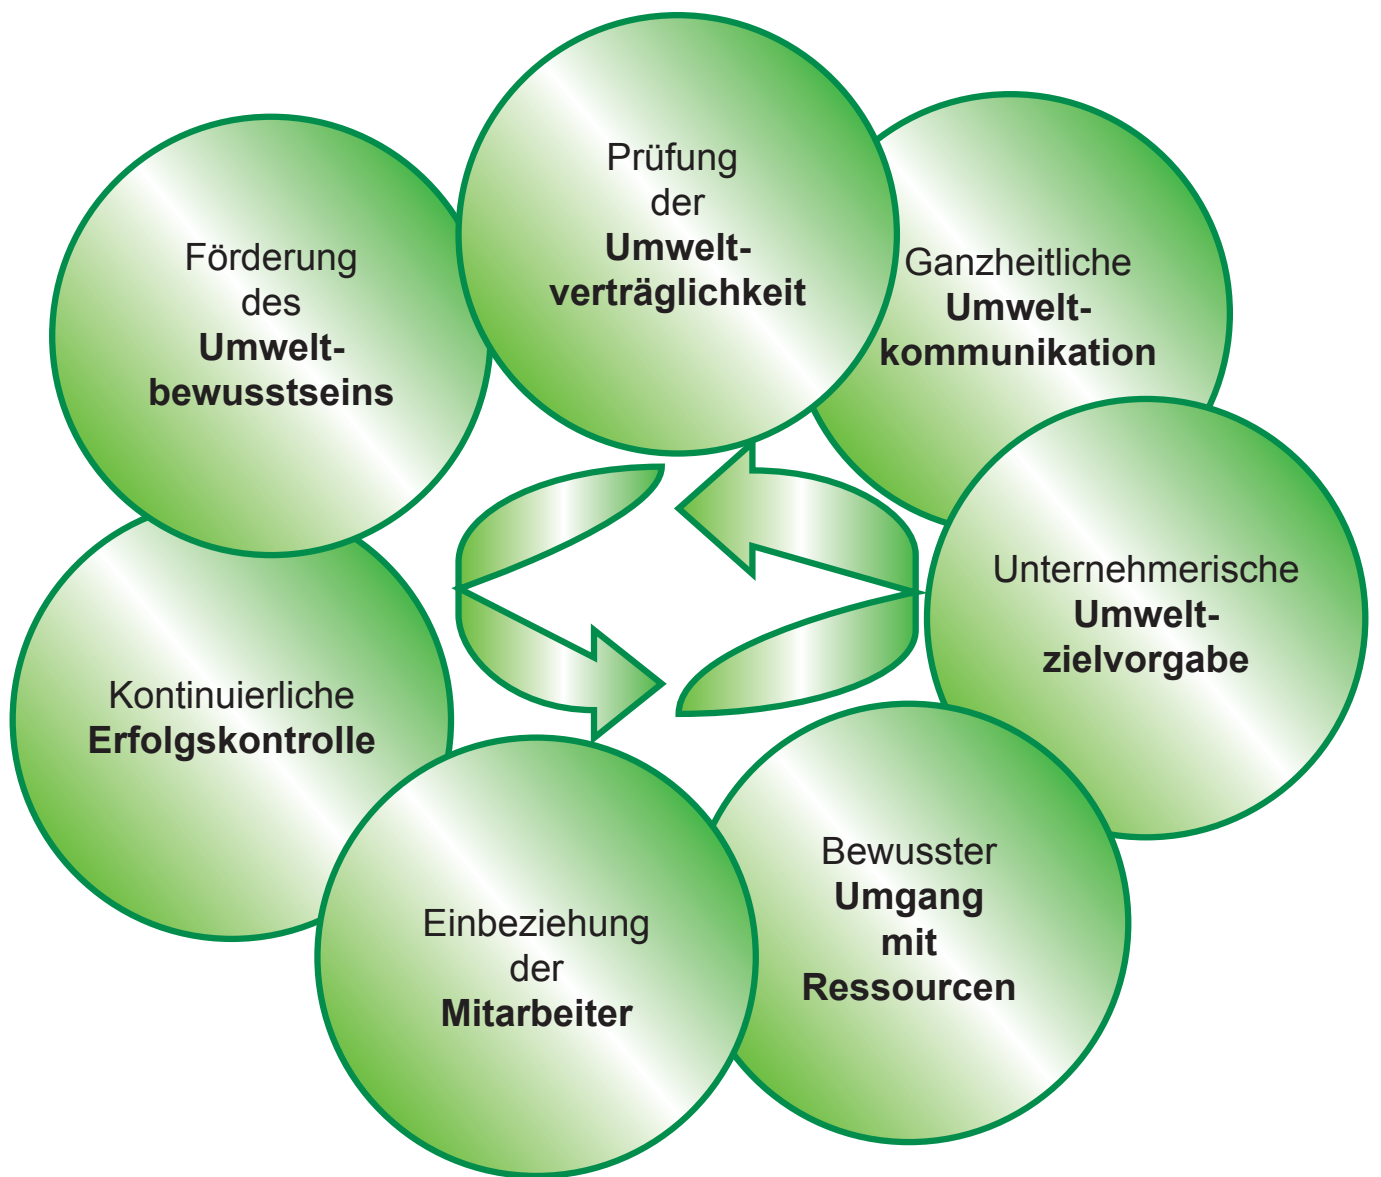 Prüfung
der
Umwelt-
verträglichkeit
Ganzheitliche
Umwelt-
kommunikation
Unternehmerische
Umwelt-
zielvorgabe
Bewusster
Umgang
mit
Ressourcen
Einbeziehung
der
Mitarbeiter
Kontinuierliche
Erfolgskontrolle
Förderung
des
Umwelt-
bewusstseins